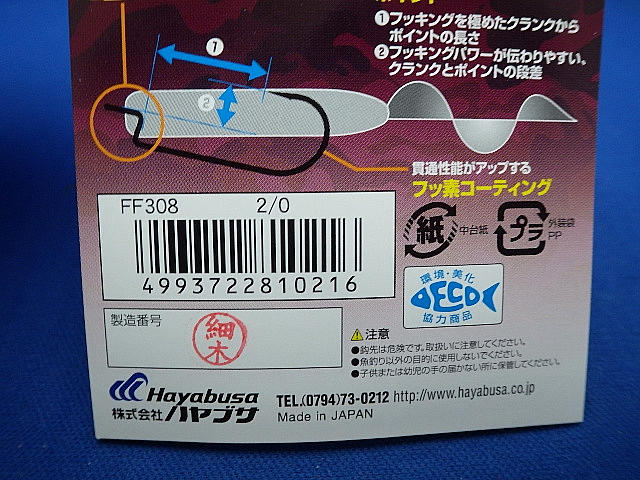 ①フッキングを極めたクランクから
ポイントの長さ
②フッキングパワーが伝わりやすい。
クランクとポイントの段差
①
②
貫通性能がアップする
フッ素コーティング
FF308 2/0
4993722810216
紙 中台紙
プラ 外装袋
PP
環境・美化
ECO
協力商品
製造番号
細木
⚠注意
●鈎先は危険です。取扱いに注意してください。
●魚釣り以外の目的に使用しないでください。
●子供または幼児の手の届かない所に保管してください。
Hayabusa
株式会社ハヤブサ
TEL.(0794)73-0212 http://www.hayabusa.co.jp
Made in JAPAN